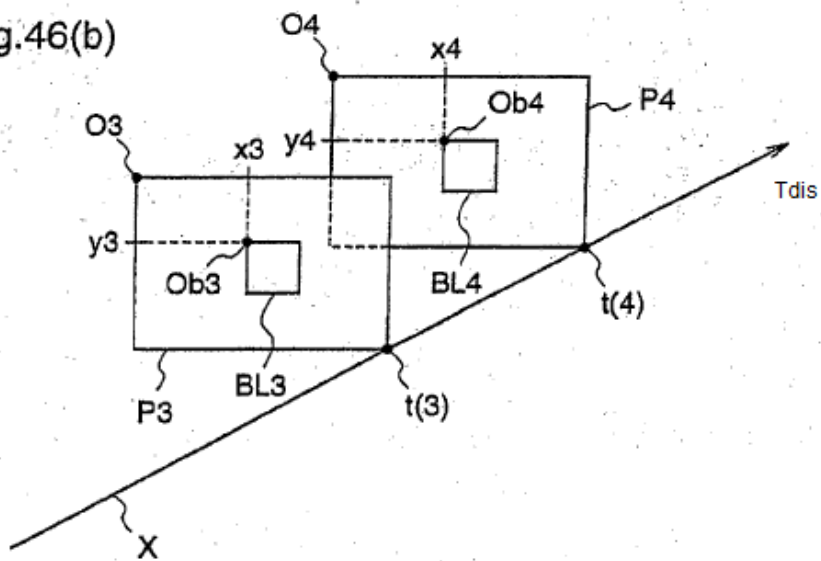 g.46(b)
O4
x4
Ob4
P4
O3
x3
y4
Tdis
y3
Ob3
BL4
t(4)
BL3
P3
t(3)
X